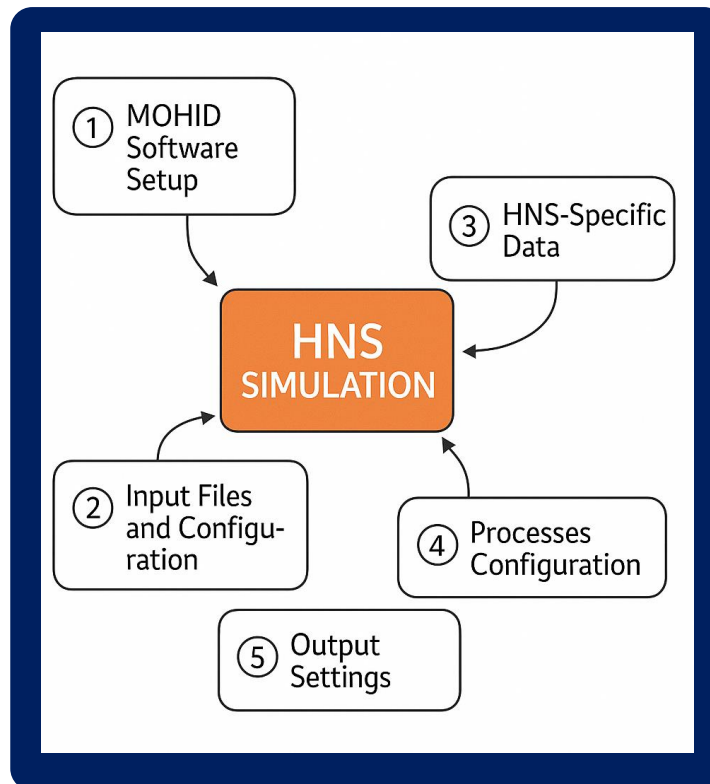 1 MOHID
Software
Setup
3 HNS-Specific
Data
HNS
SIMULATION
2 Input Files
and Configu-
ration
4 Processes
Configuration
5 Output
Settings